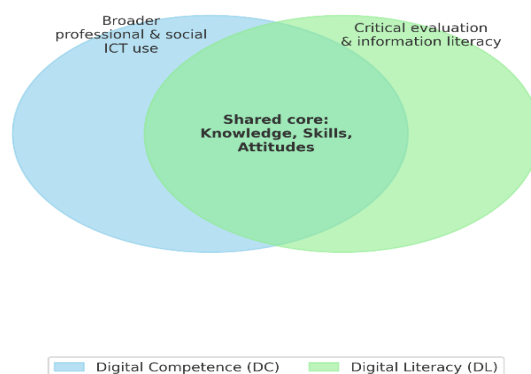 Broader
professional & social
ICT use
Critical evaluation
& information literacy
Shared core:
Knowledge, Skills,
Attitudes
Digital Competence (DC)
Digital Literacy (DL)